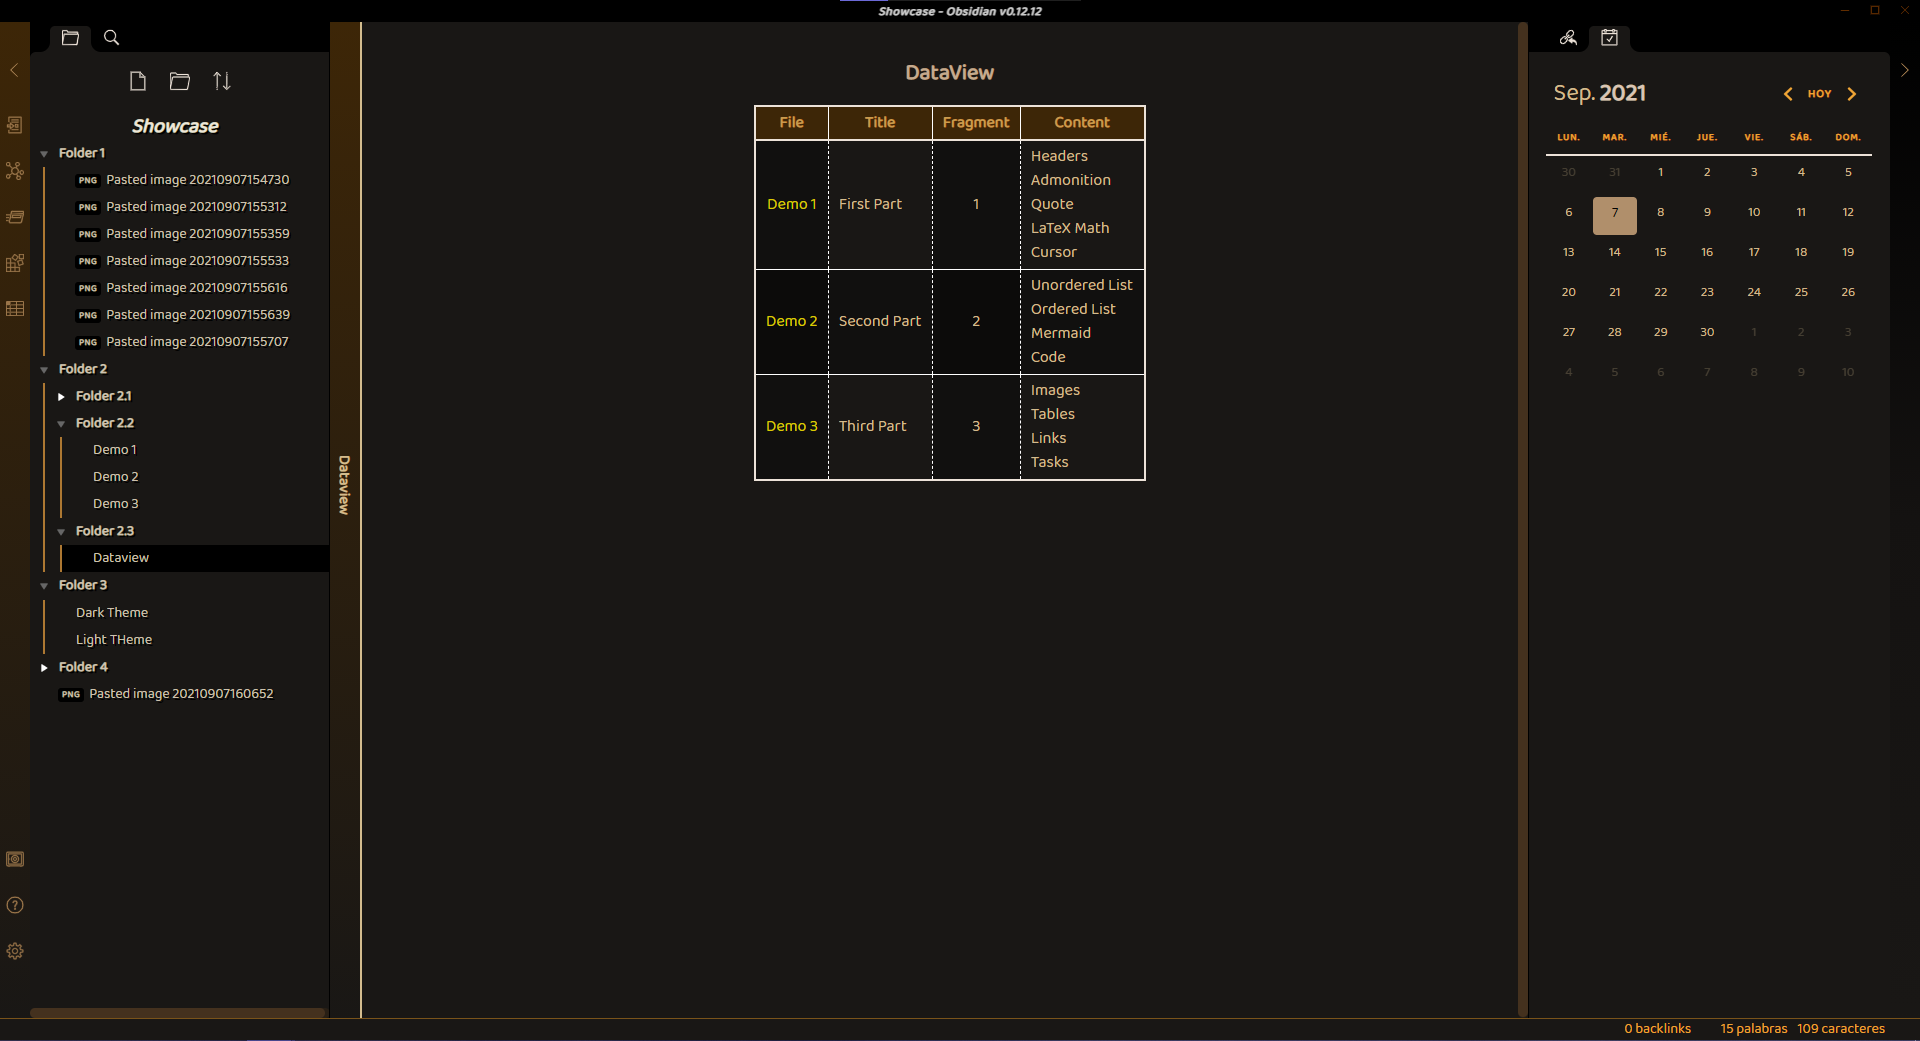 Showcase - Obsidian v0.12.12
Showcase
Folder 1
PNG Pasted image 20210907154730
PNG Pasted image 20210907155312
PNG Pasted image 20210907155359
PNG Pasted image 20210907155533
PNG Pasted image 20210907155616
PNG Pasted image 20210907155639
PNG Pasted image 20210907155707
Folder 2
Folder 2.1
Folder 2.2
Demo 1
Demo 2
Demo 3
Folder 2.3
Dataview
Folder 3
Dark Theme
Light THeme
Folder 4
PNG Pasted image 20210907160652
Dataview
DataView
File Title Fragment Content
Demo 1 First Part 1
Headers
Admonition
Quote
LaTeX Math
Cursor
Demo 2 Second Part 2
Unordered List
Ordered List
Mermaid
Code
Demo 3 Third Part 3
Images
Tables
Links
Tasks
Sep. 2021 HOY
LUN. MAR. MIÉ. JUE. VIE. SÁB. DOM.
30 31 1 2 3 4 5
6 7 8 9 10 11 12
13 14 15 16 17 18 19
20 21 22 23 24 25 26
27 28 29 30 1 2 3
4 5 6 7 8 9 10
0 backlinks 15 palabras 109 caracteres